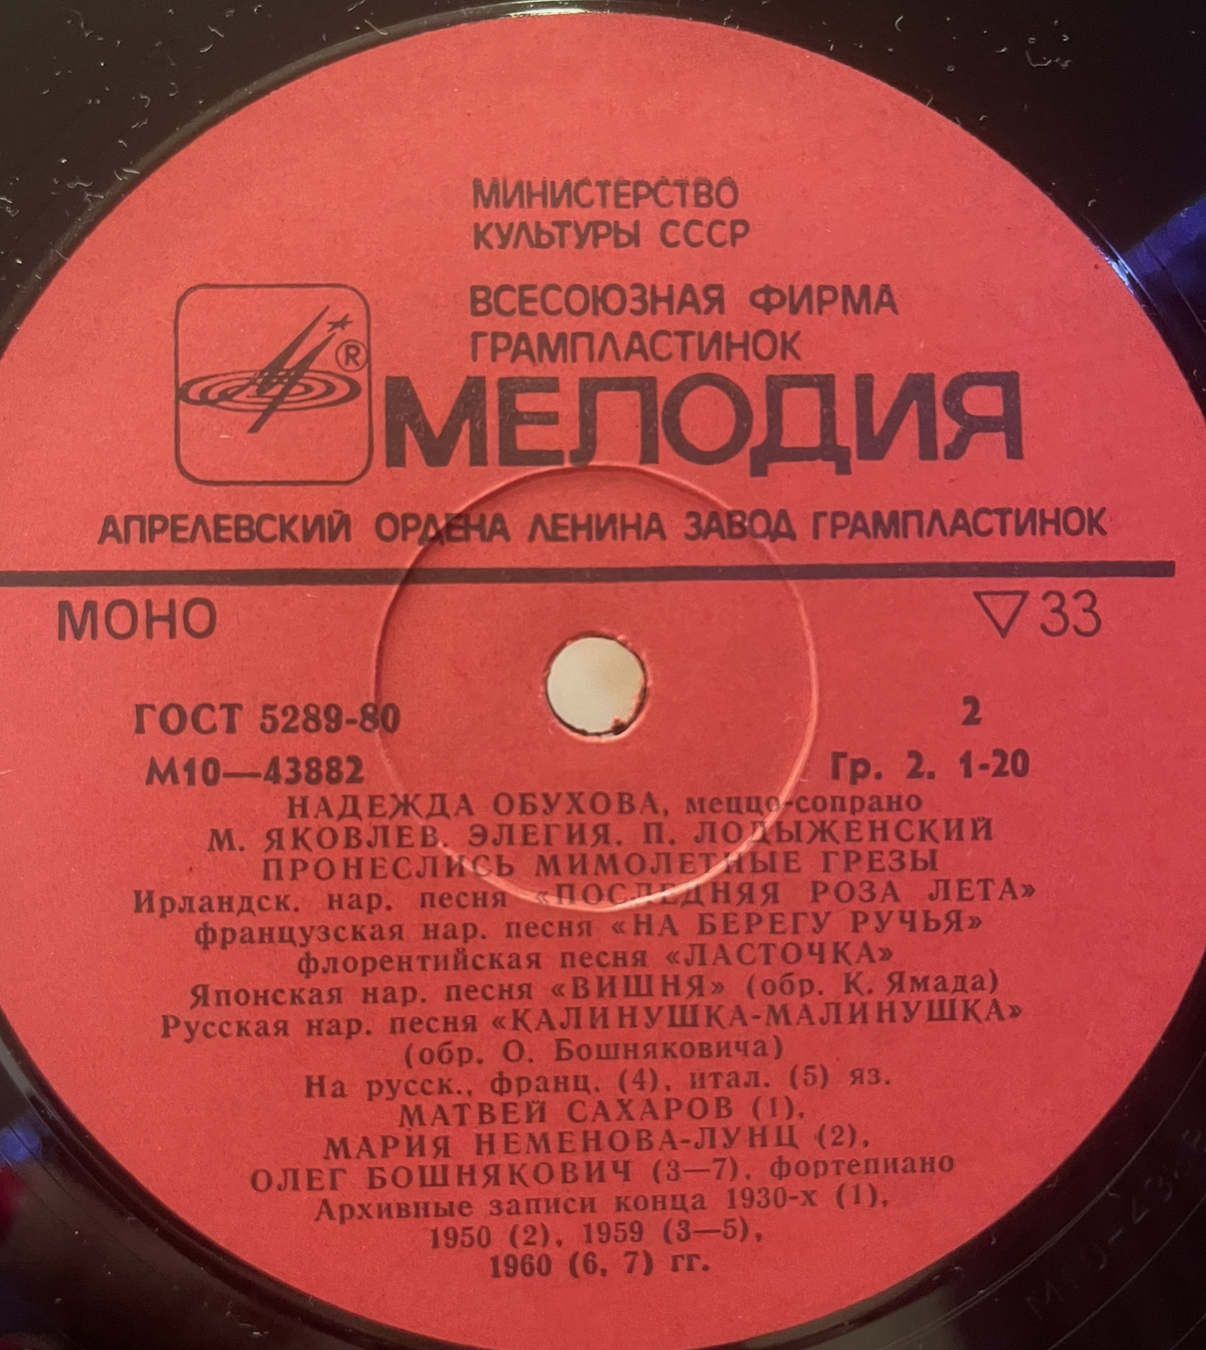 МИНИСТЕРСТВО
КУЛЬТУРЫ СССР
ВСЕСОЮЗНАЯ ФИРМА
ГРАМПЛАСТИНОК
®
МЕЛОДИЯ
АПРЕЛЕВСКИЙ ОРДЕНА ЛЕНИНА ЗАВОД ГРАМПЛАСТИНОК
МОНО ▽33
ГОСТ 5289-80 2
М10—43882 Гр. 2. 1-20
НАДЕЖДА ОБУХОВА, меццо-сопрано
М. ЯКОВЛЕВ. ЭЛЕГИЯ. П. ЛОДЫЖЕНСКИЙ
ПРОНЕСЛИСЬ МИМОЛЕТНЫЕ ГРЕЗЫ
Ирландск. нар. песня «ПОСЛЕДНЯЯ РОЗА ЛЕТА»
французская нар. песня «НА БЕРЕГУ РУЧЬЯ»
флорентийская песня «ЛАСТОЧКА»
Японская нар. песня «ВИШНЯ» (обр. К. Ямада)
Русская нар. песня «КАЛИНУШКА-МАЛИНУШКА»
(обр. О. Бошняковича)
На русск., франц. (4), итал. (5) яз.
МАТВЕЙ САХАРОВ (1),
МАРИЯ НЕМЕНОВА-ЛУНЦ (2),
ОЛЕГ БОШНЯКОВИЧ (3—7), фортепиано
Архивные записи конца 1930-х (1),
1950 (2), 1959 (3—5),
1960 (6, 7) гг.